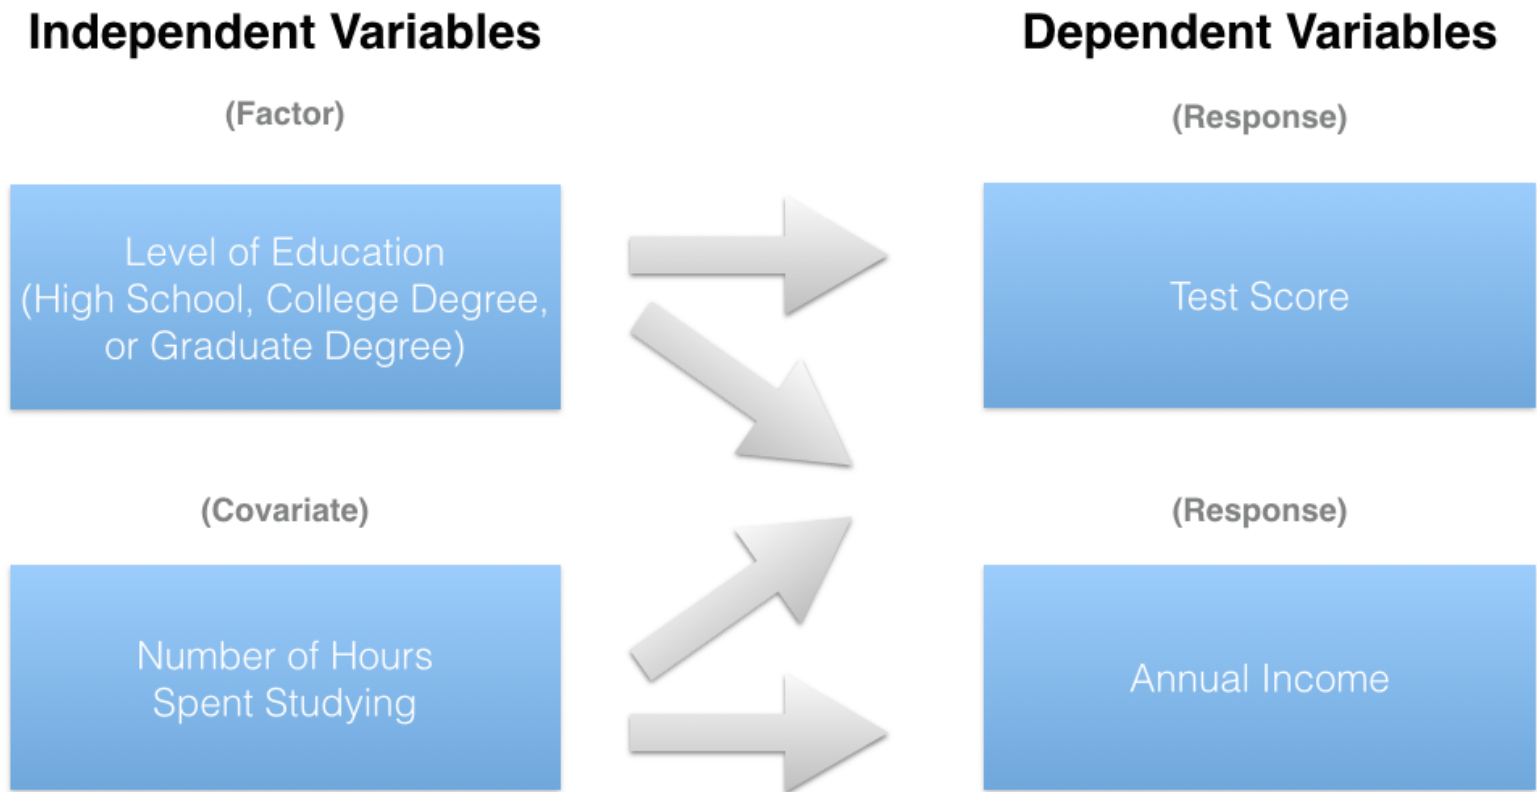 Independent Variables
Dependent Variables
(Factor)
(Response)
Level of Education
(High School, College Degree,
or Graduate Degree)
Test Score
(Covariate)
(Response)
Number of Hours
Spent Studying
Annual Income